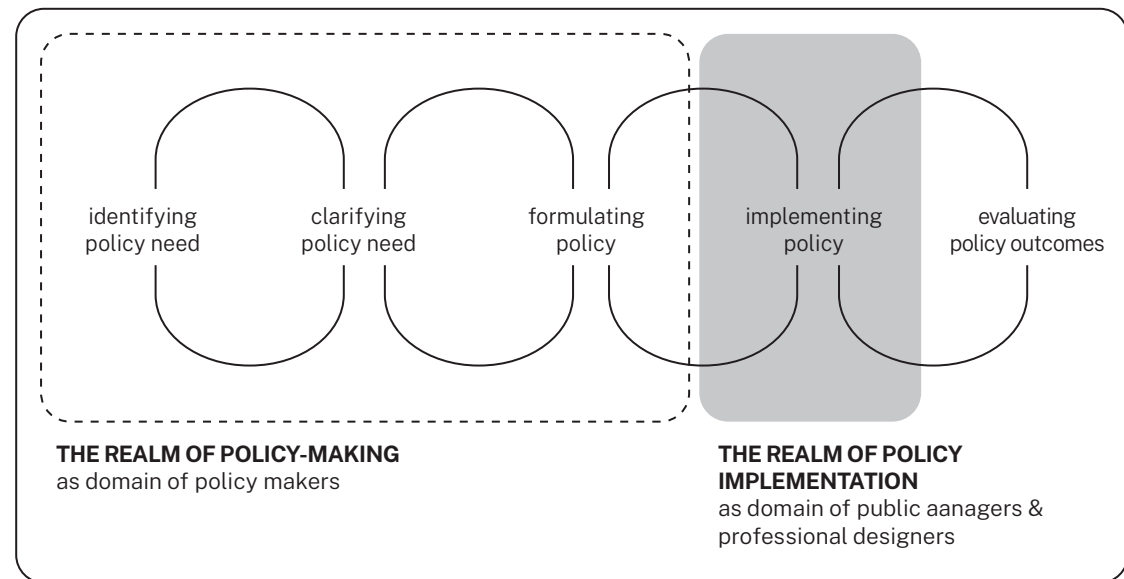 identifying
policy need
clarifying
policy need
formulating
policy
implementing
policy
evaluating
policy outcomes
THE REALM OF POLICY-MAKING
as domain of policy makers
THE REALM OF POLICY
IMPLEMENTATION
as domain of public aanagers &
professional designers